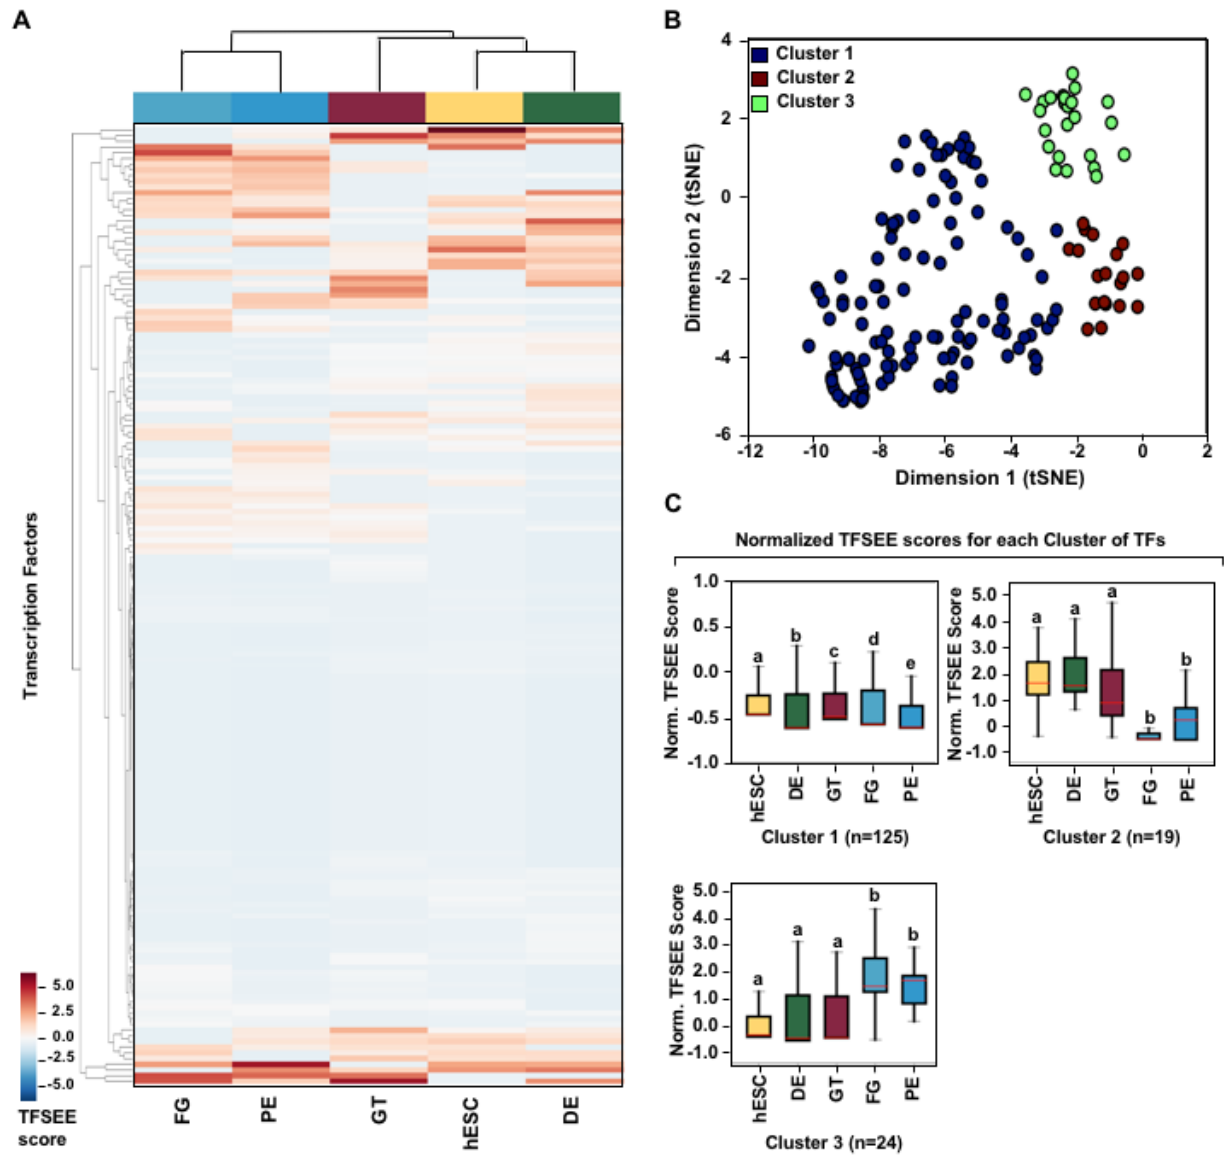 A
Transcription Factors
5.0
2.5
0.0
-2.5
-5.0
TFSEE
score
FG
PE
GT
hESC
DE
B
Cluster 1
Cluster 2
Cluster 3
Dimension 2 (tSNE)
4
2
0
-2
-4
-6
-12 -10 -8 -6 -4 -2 0 2
Dimension 1 (tSNE)
C
Normalized TFSEE scores for each Cluster of TFs
Norm. TFSEE Score
1.0
0.5
0.0
-0.5
-1.0
a b c d e
hESC DE GT FG PE
Cluster 1 (n=125)
Norm. TFSEE Score
5.0
4.0
3.0
2.0
1.0
0
-1.0
a a a b b
hESC DE GT FG PE
Cluster 2 (n=19)
Norm. TFSEE Score
5.0
4.0
3.0
2.0
1.0
0.0
-1.0
a a a b b
hESC DE GT FG PE
Cluster 3 (n=24)